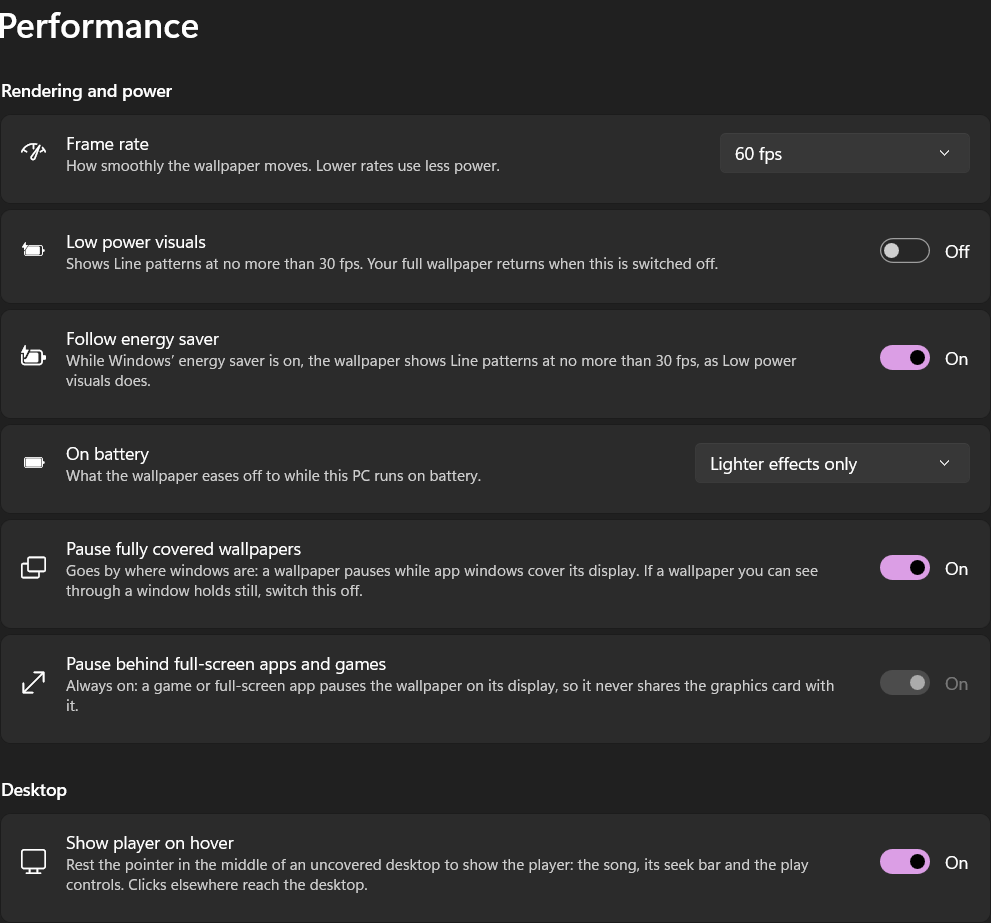 Performance
Rendering and power
Frame rate
How smoothly the wallpaper moves. Lower rates use less power.
60 fps
Low power visuals
Shows Line patterns at no more than 30 fps. Your full wallpaper returns when this is switched off.
Off
Follow energy saver
While Windows’ energy saver is on, the wallpaper shows Line patterns at no more than 30 fps, as Low power
visuals does.
On
On battery
What the wallpaper eases off to while this PC runs on battery.
Lighter effects only
Pause fully covered wallpapers
Goes by where windows are: a wallpaper pauses while app windows cover its display. If a wallpaper you can see
through a window holds still, switch this off.
On
Pause behind full-screen apps and games
Always on: a game or full-screen app pauses the wallpaper on its display, so it never shares the graphics card with
it.
On
Desktop
Show player on hover
Rest the pointer in the middle of an uncovered desktop to show the player: the song, its seek bar and the play
controls. Clicks elsewhere reach the desktop.
On